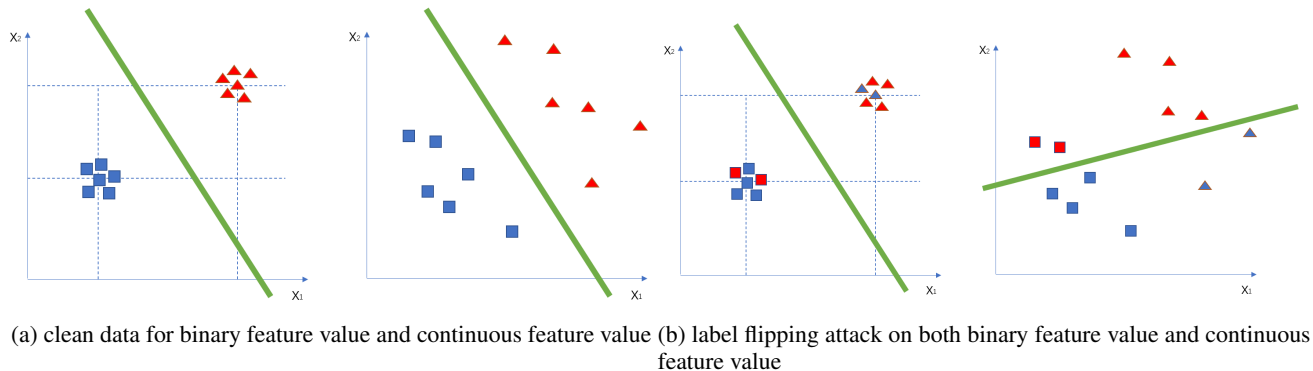 X2
X1
X2
X1
X2
X1
X2
X1
(a) clean data for binary feature value and continuous feature value
(b) label flipping attack on both binary feature value and continuous
feature value